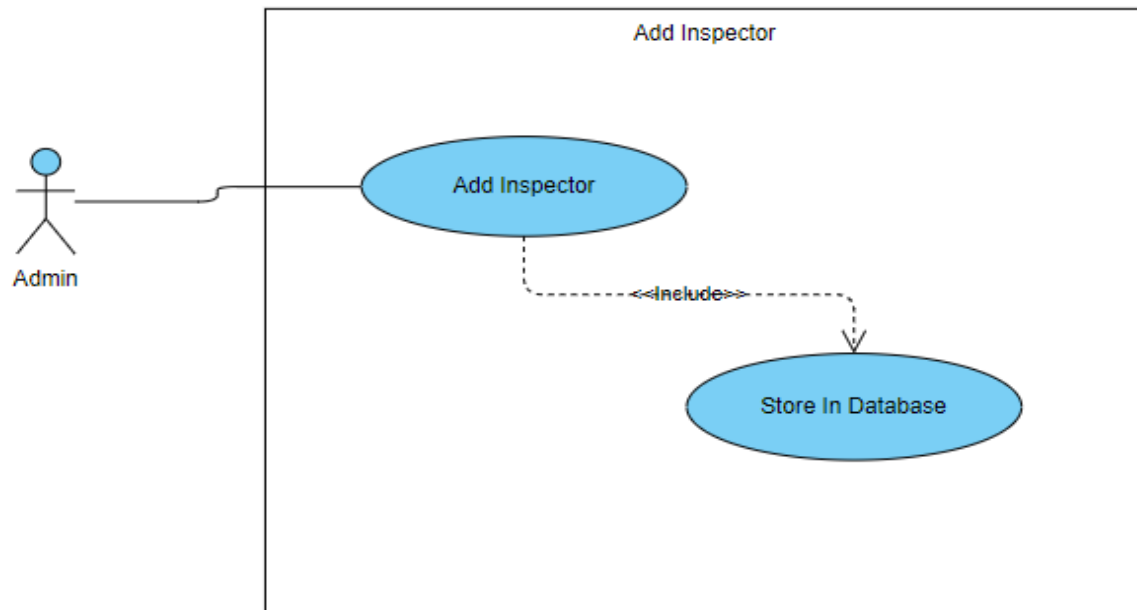 Add Inspector
Add Inspector
Admin
<<Include>>
Store In Database